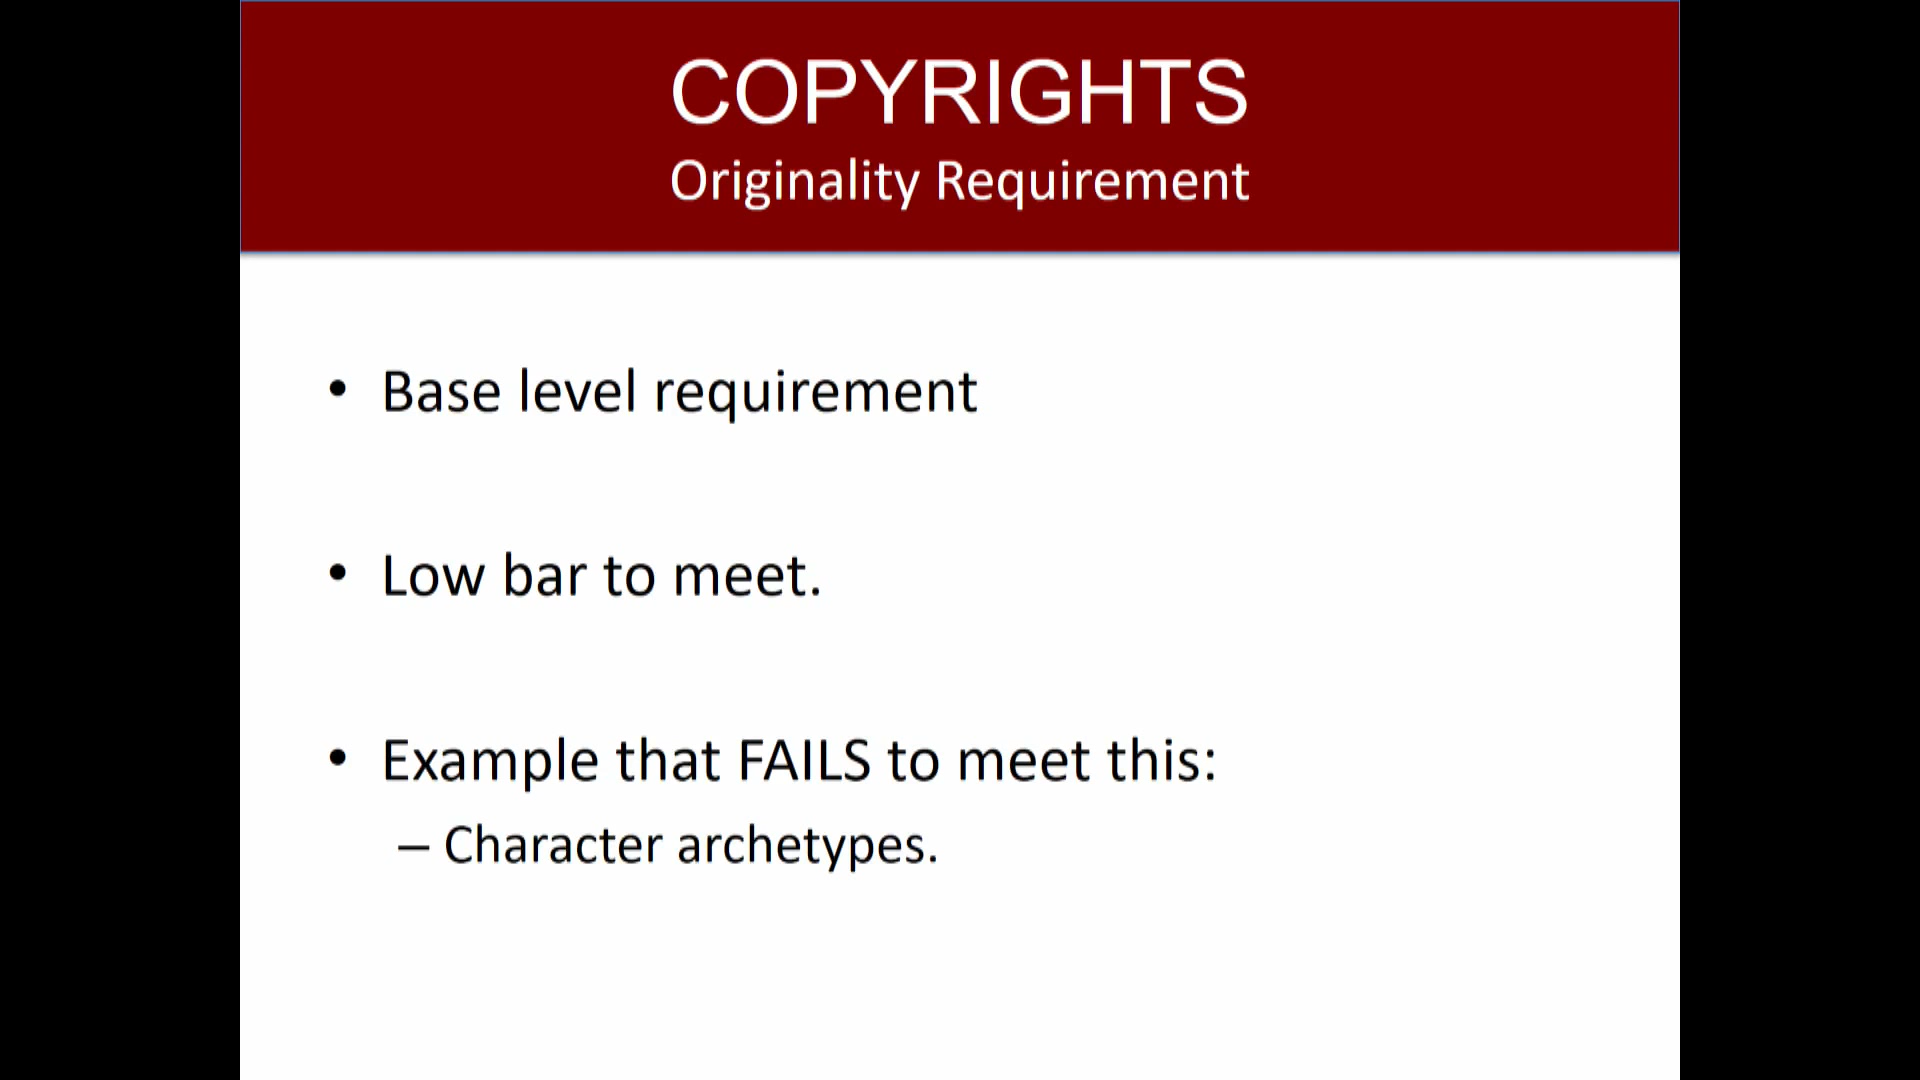 COPYRIGHTS
Originality Requirement
• Base level requirement
• Low bar to meet.
• Example that FAILS to meet this:
– Character archetypes.